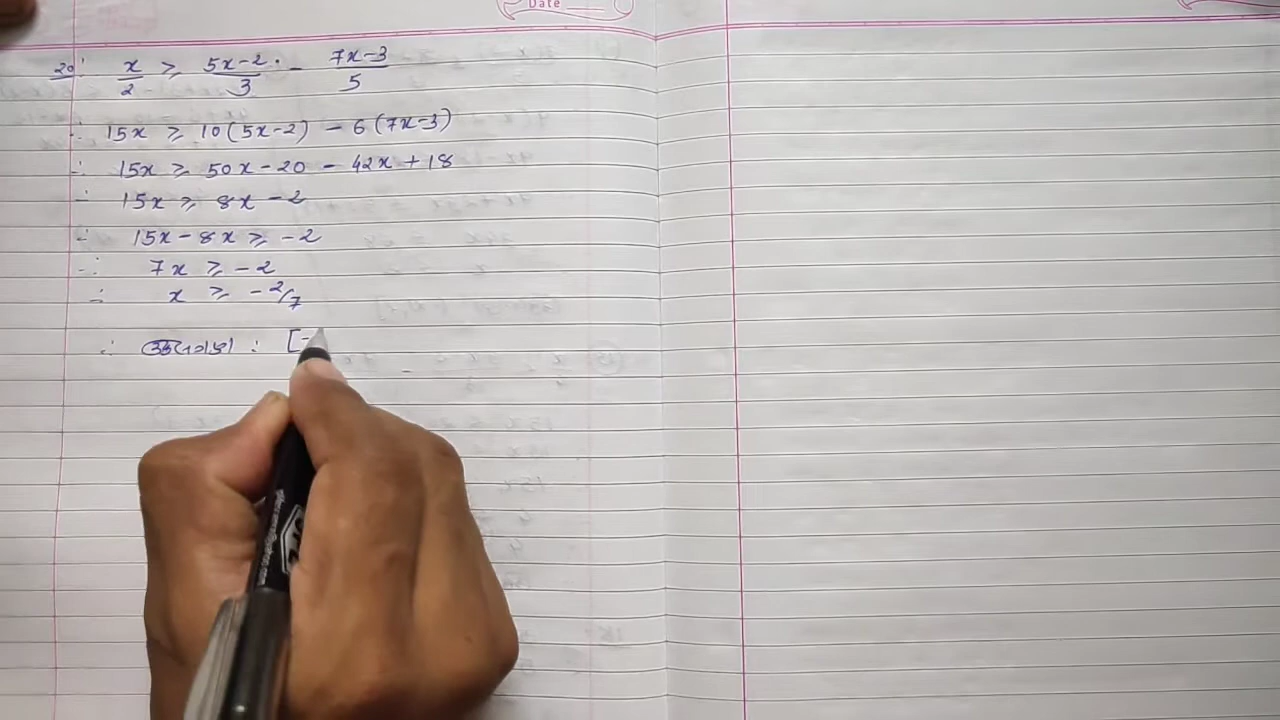 Date
20 x/2 ≥ (5x-2)/3 - (7x-3)/5
∴ 15x ≥ 10(5x-2) - 6(7x-3)
∴ 15x ≥ 50x - 20 - 42x + 18
∴ 15x ≥ 8x - 2
∴ 15x - 8x ≥ -2
∴ 7x ≥ -2
∴ x ≥ -2/7
∴ : [-